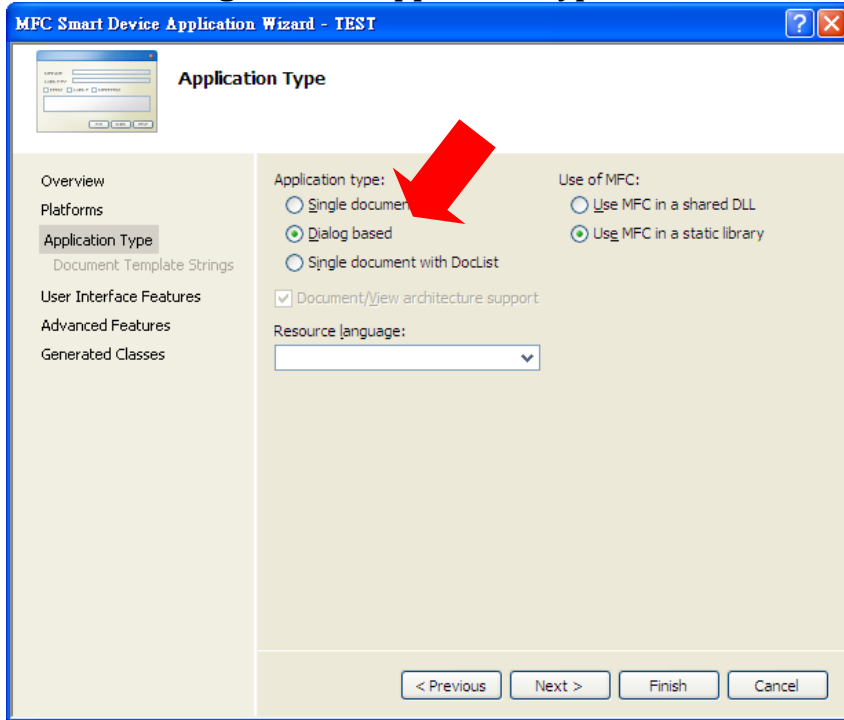 MFC Smart Device Application Wizard - TEST
Application Type
Overview
Platforms
Application Type
Document Template Strings
User Interface Features
Advanced Features
Generated Classes
Application type:
Single documen
Dialog based
Single document with DocList
Document/View architecture support
Resource language:
Use of MFC:
Use MFC in a shared DLL
Use MFC in a static library
< Previous
Next >
Finish
Cancel